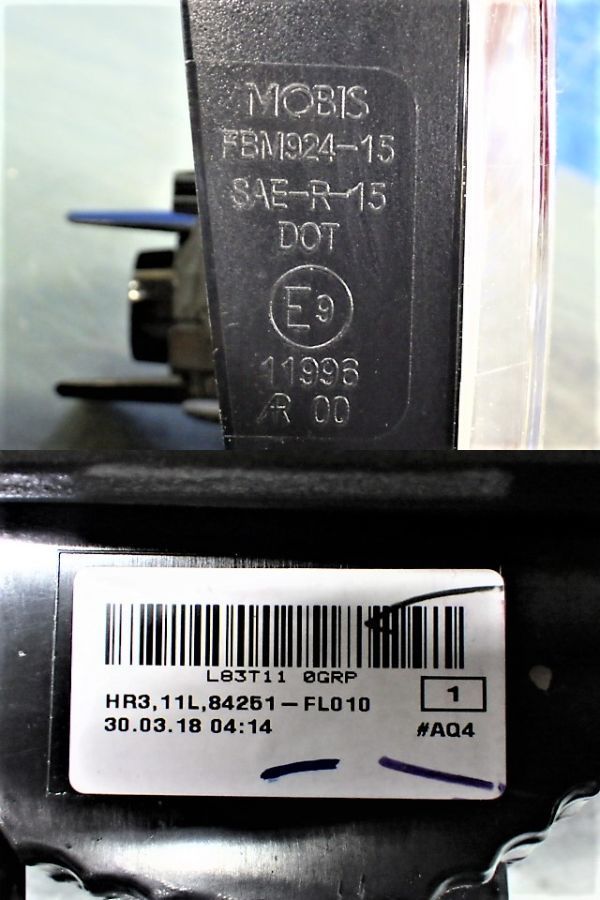 MOBIS
FBM924-15
SAE-R-15
DOT
E9
11996
AR 00
L83T11 0GRP
HR3,11L,84251-FL010
1
30.03.18 04:14
#AQ4